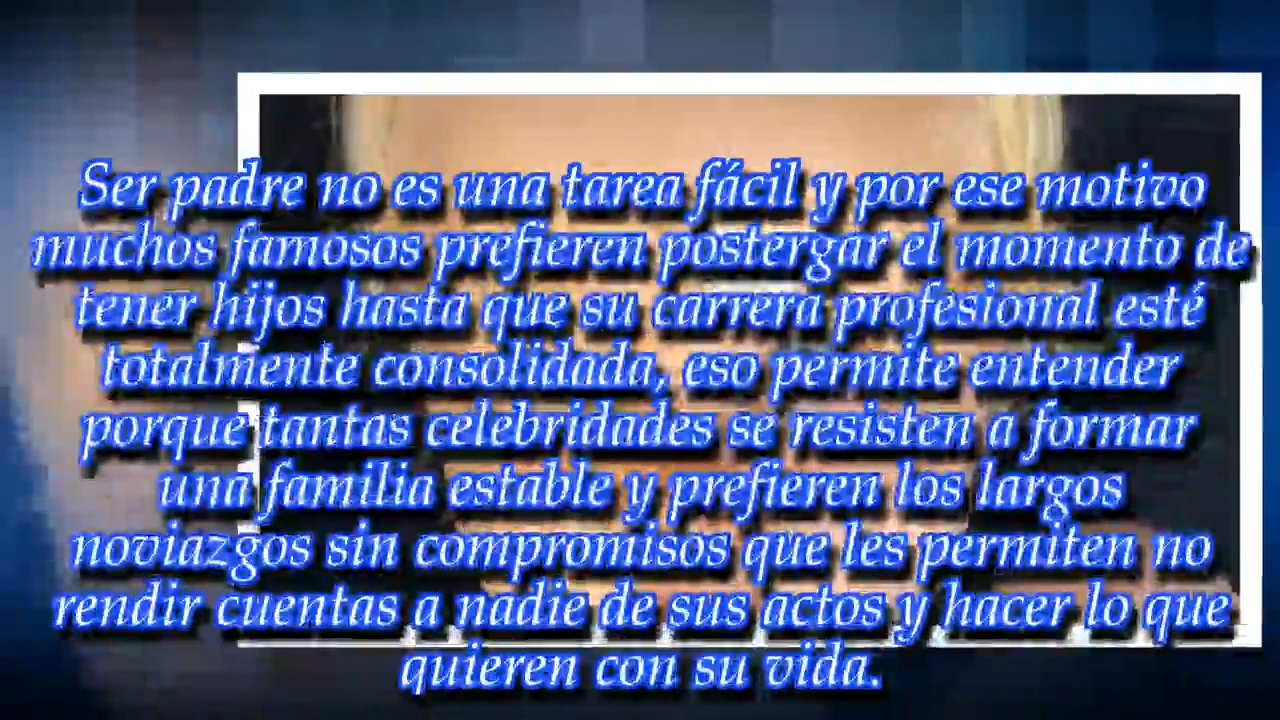 Ser padre no es una tarea fácil y por ese motivo
muchos famosos prefieren postergar el momento de
tener hijos hasta que su carrera profesional esté
totalmente consolidada, eso permite entender
porque tantas celebridades se resisten a formar
una familia estable y prefieren los largos
noviazgos sin compromisos que les permiten no
rendir cuentas a nadie de sus actos y hacer lo que
quieren con su vida.